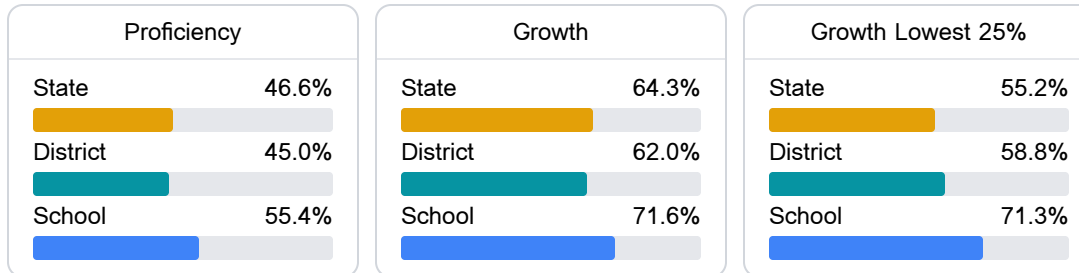 Proficiency
State 46.6%
District 45.0%
School 55.4%
Growth
State 64.3%
District 62.0%
School 71.6%
Growth Lowest 25%
State 55.2%
District 58.8%
School 71.3%